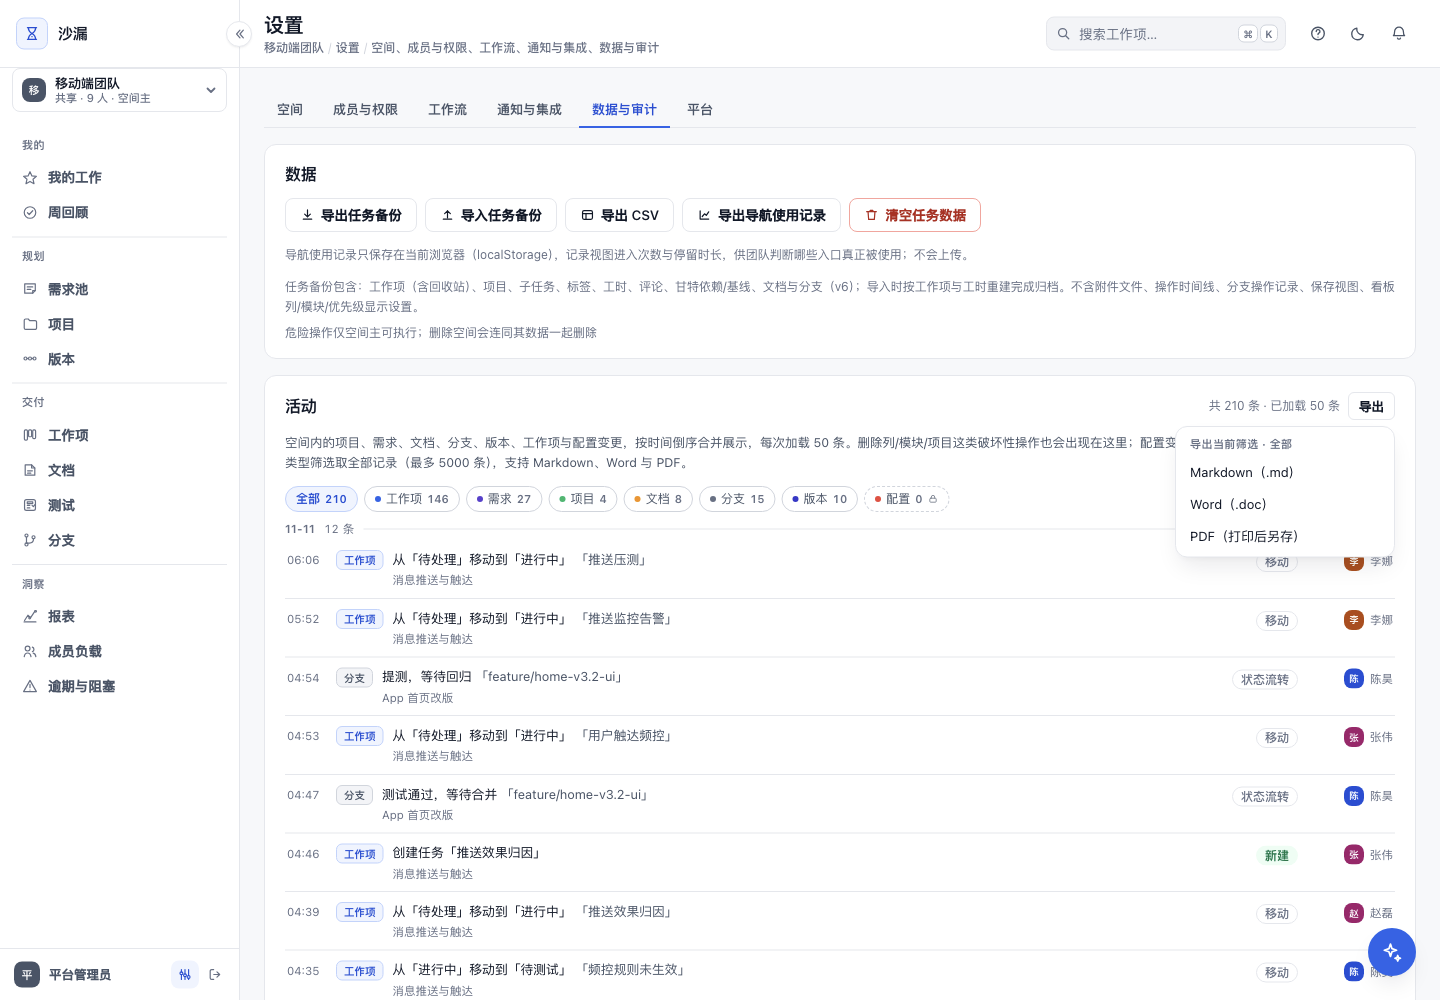 沙漏
移
移动端团队
共享 · 9 人 · 空间主
我的
我的工作
周回顾
规划
需求池
项目
版本
交付
工作项
文档
测试
分支
洞察
报表
成员负载
逾期与阻塞
平
平台管理员
设置
移动端团队 / 设置 / 空间、成员与权限、工作流、通知与集成、数据与审计
搜索工作项...
⌘ K
空间
成员与权限
工作流
通知与集成
数据与审计
平台
数据
导出任务备份
导入任务备份
导出 CSV
导出导航使用记录
清空任务数据
导航使用记录只保存在当前浏览器（localStorage），记录视图进入次数与停留时长，供团队判断哪些入口真正被使用；不会上传。
任务备份包含：工作项（含回收站）、项目、子任务、标签、工时、评论、甘特依赖/基线、文档与分支（v6）；导入时按工作项与工时重建完成归档。不含附件文件、操作时间线、分支操作记录、保存视图、看板
列/模块/优先级显示设置。
危险操作仅空间主可执行；删除空间会连同其数据一起删除
活动
共 210 条 · 已加载 50 条
导出
空间内的项目、需求、文档、分支、版本、工作项与配置变更，按时间倒序合并展示，每次加载 50 条。删除列/模块/项目这类破坏性操作也会出现在这里；配置变
类型筛选取全部记录（最多 5000 条），支持 Markdown、Word 与 PDF。
导出当前筛选 · 全部
Markdown（.md）
Word（.doc）
PDF（打印后另存）
全部 210
工作项 146
需求 27
项目 4
文档 8
分支 15
版本 10
配置 0
11-11 12 条
06:06 工作项 从「待处理」移动到「进行中」 「推送压测」 移动 李 李娜
消息推送与触达
05:52 工作项 从「待处理」移动到「进行中」 「推送监控告警」 移动 李 李娜
消息推送与触达
04:54 分支 提测，等待回归 「feature/home-v3.2-ui」 状态流转 陈 陈昊
App 首页改版
04:53 工作项 从「待处理」移动到「进行中」 「用户触达频控」 移动 张 张伟
消息推送与触达
04:47 分支 测试通过，等待合并 「feature/home-v3.2-ui」 状态流转 陈 陈昊
App 首页改版
04:46 工作项 创建任务「推送效果归因」 新建 张 张伟
消息推送与触达
04:39 工作项 从「待处理」移动到「进行中」 「推送效果归因」 移动 赵 赵磊
消息推送与触达
04:35 工作项 从「进行中」移动到「待测试」 「频控规则未生效」 移动 陈 陈
消息推送与触达